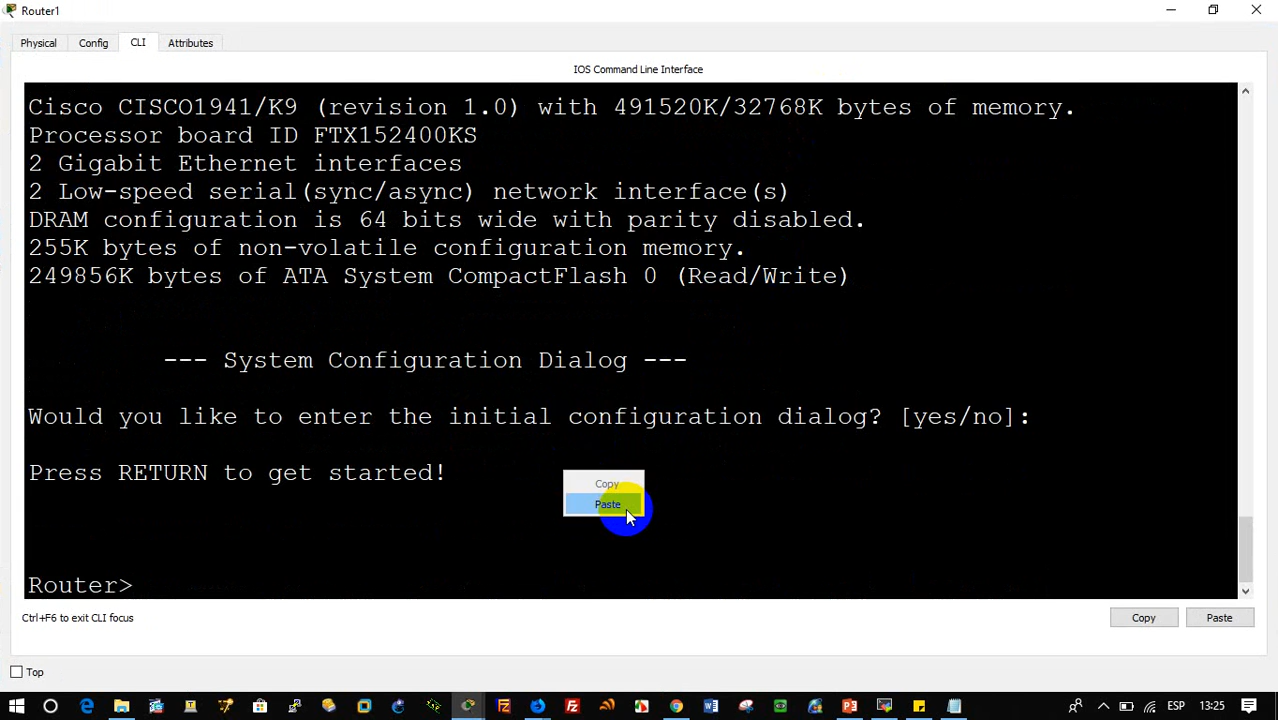 Router1
Physical Config CLI Attributes
IOS Command Line Interface
Cisco CISCO1941/K9 (revision 1.0) with 491520K/32768K bytes of memory.
Processor board ID FTX152400KS
2 Gigabit Ethernet interfaces
2 Low-speed serial(sync/async) network interface(s)
DRAM configuration is 64 bits wide with parity disabled.
255K bytes of non-volatile configuration memory.
249856K bytes of ATA System CompactFlash 0 (Read/Write)
--- System Configuration Dialog ---
Would you like to enter the initial configuration dialog? [yes/no]:
Press RETURN to get started!
Copy
Paste
Router>
Ctrl+F6 to exit CLI focus
Copy Paste
Top
ESP 13:25